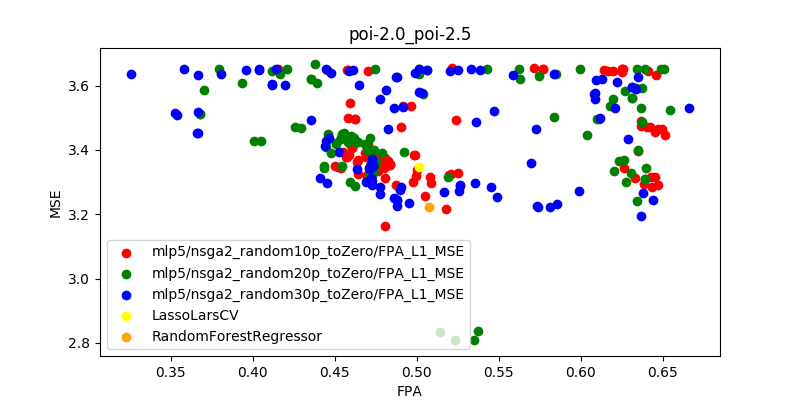 poi-2.0_poi-2.5
3.6
3.4
3.2
3.0
2.8
MSE
mlp5/nsga2_random10p_toZero/FPA_L1_MSE
mlp5/nsga2_random20p_toZero/FPA_L1_MSE
mlp5/nsga2_random30p_toZero/FPA_L1_MSE
LassoLarsCV
RandomForestRegressor
0.35 0.40 0.45 0.50 0.55 0.60 0.65
FPA